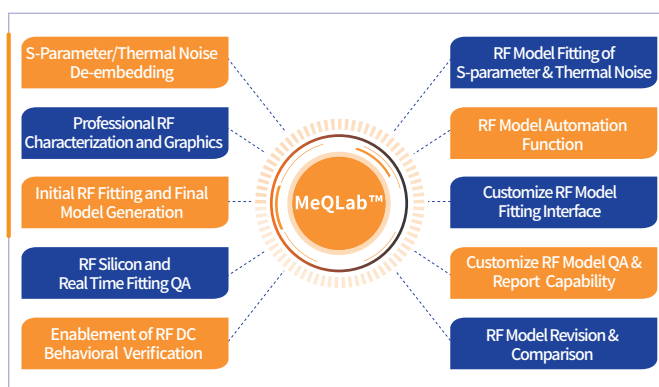 S-Parameter/Thermal Noise
De-embedding
Professional RF
Characterization and Graphics
Initial RF Fitting and Final
Model Generation
RF Silicon and
Real Time Fitting QA
Enablement of RF DC
Behavioral Verification
MeQLab™
RF Model Fitting of
S-parameter & Thermal Noise
RF Model Automation
Function
Customize RF Model
Fitting Interface
Customize RF Model QA &
Report Capability
RF Model Revision &
Comparison